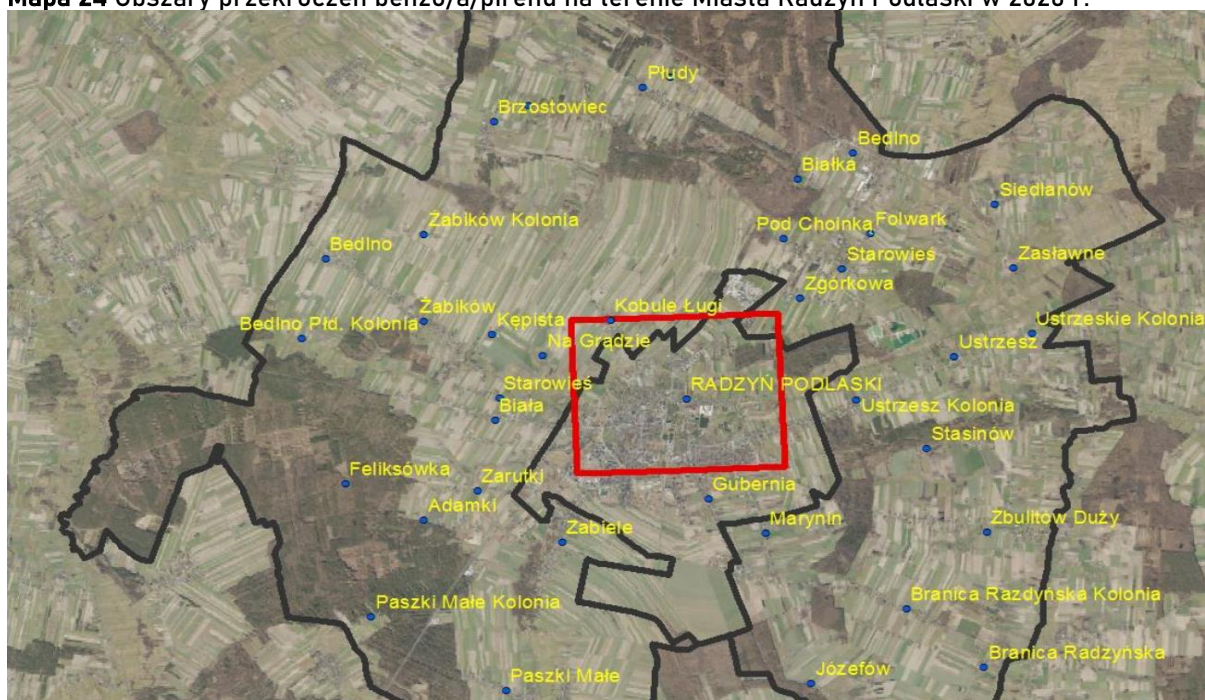 Mapa 24 Obszary przekroczeń benzo/a/pirenu na terenie Miasta Radzyń Podlaski w 2020 r.
Płudy
Brzostowiec
Bedlno
Białka
Siedlanów
Żabików Kolonia
Pod Choinka
Folwark
Bedlno
Starowieś
Zasławne
Zgórkowa
Żabików
Kobule Ługi
Bedlno Płd. Kolonia
Kępista
Ustrzeskie Kolonia
Na Grądzie
Ustrzesz
Starowieś
RADZYŃ PODLASKI
Biała
Ustrzesz Kolonia
Stasinów
Feliksówka
Zarutki
Gubernia
Adamki
Zabiele
Marynin
Zbulitów Duży
Paszki Małe Kolonia
Branica Razdyńska Kolonia
Branica Radzyńska
Paszki Małe
Józefów